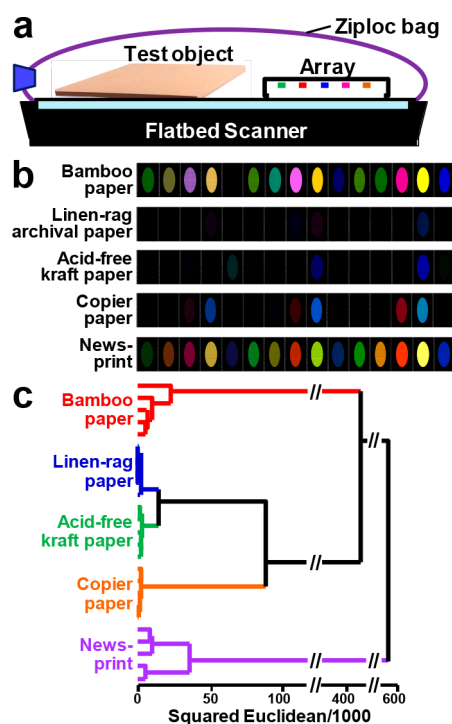 a
Ziploc bag
Test object
Array
Flatbed Scanner
b
Bamboo
paper
Linen-rag
archival paper
Acid-free
kraft paper
Copier
paper
News-
print
c
Bamboo
paper
Linen-rag
paper
Acid-free
kraft paper
Copier
paper
News-
print
0 50 100 400 600
Squared Euclidean/1000